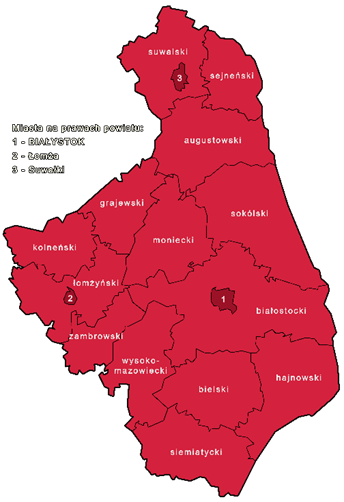 suwalski
3
sejneński
Miasta na prawach powiatu:
1 - BIAŁYSTOK
2 - Łomża
3 - Suwałki
augustowski
grajewski
sokólski
kolneński
moniecki
łomżyński
2
1
białostocki
zambrowski
wysoko-
mazowiecki
hajnowski
bielski
siemiatycki